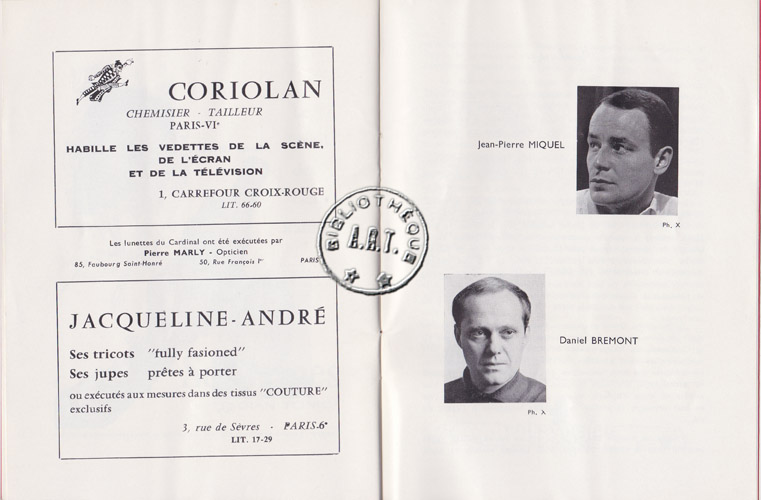 CORIOLAN
CHEMISIER - TAILLEUR
PARIS-VIe
HABILLE LES VEDETTES DE LA SCÈNE,
DE L'ÉCRAN
ET DE LA TÉLÉVISION
1, CARREFOUR CROIX-ROUGE
LIT. 66-60
Les lunettes du Cardinal ont été exécutées par
Pierre MARLY - Opticien
85, Faubourg Saint-Honré 50, Rue François Ier PARIS
JACQUELINE-ANDRÉ
Ses tricots "fully fasioned"
Ses jupes prêtes à porter
ou exécutés aux mesures dans des tissus "COUTURE"
exclusifs
3, rue de Sèvres - PARIS-6e
LIT. 17-29
BIBLIOTHÈQUE
A.R.T.
Jean-Pierre MIQUEL
Ph. X
Daniel BREMONT
Ph. X